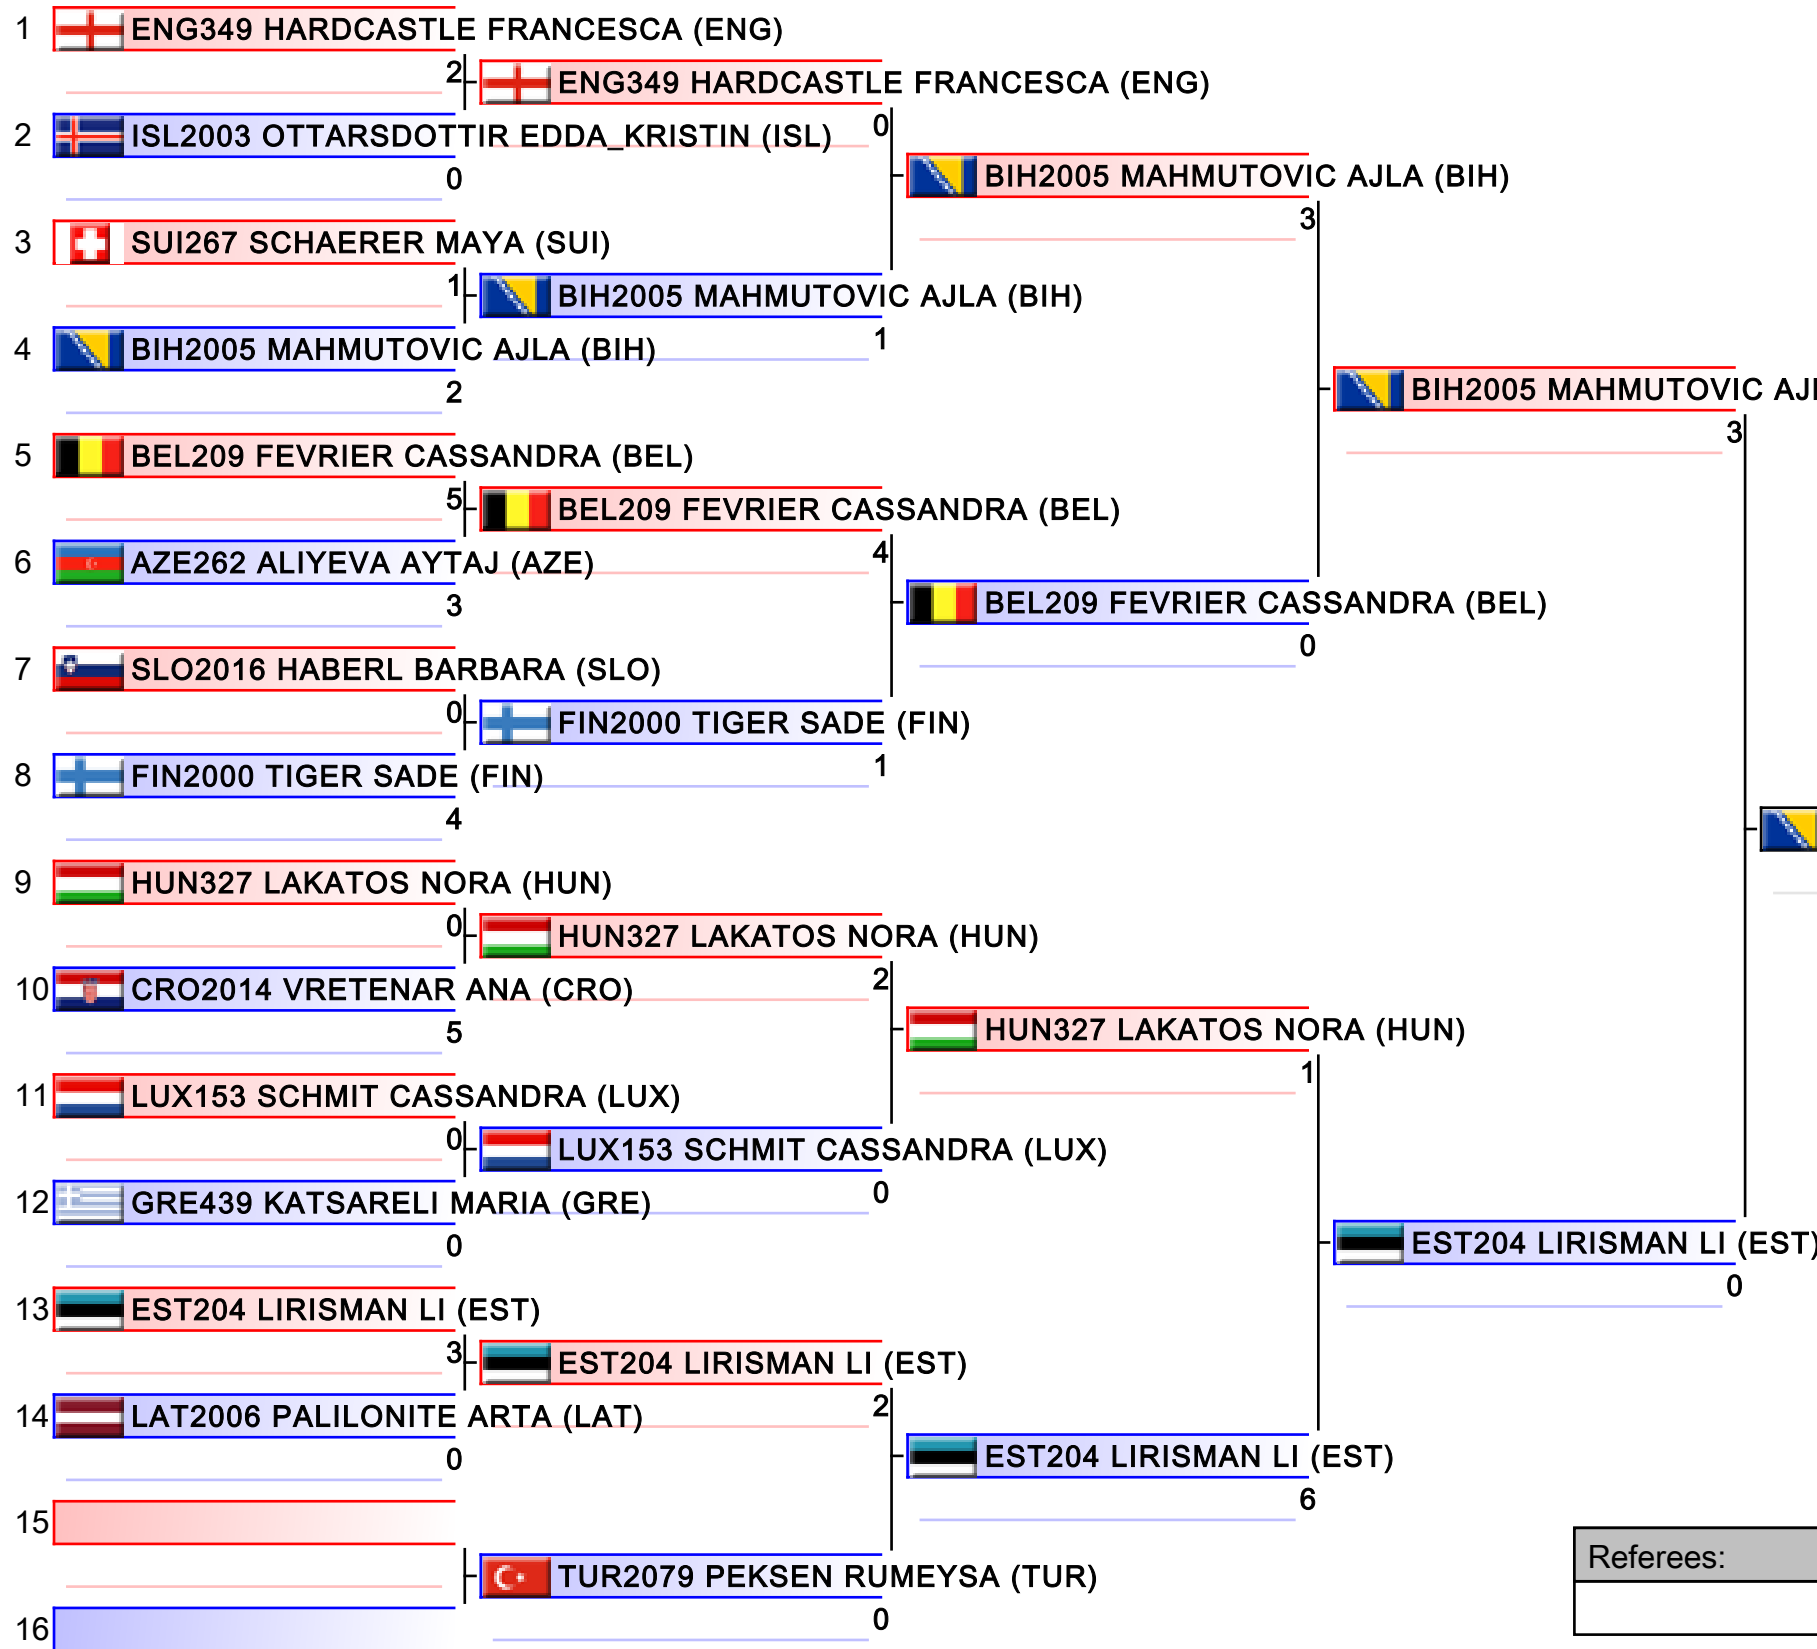 1 ENG349 HARDCASTLE FRANCESCA (ENG)
2 ENG349 HARDCASTLE FRANCESCA (ENG)
0
2 ISL2003 OTTARSDOTTIR EDDA_KRISTIN (ISL)
BIH2005 MAHMUTOVIC AJLA (BIH)
0
3
3 SUI267 SCHAERER MAYA (SUI)
1 BIH2005 MAHMUTOVIC AJLA (BIH)
1
4 BIH2005 MAHMUTOVIC AJLA (BIH)
2
BIH2005 MAHMUTOVIC
3
5 BEL209 FEVRIER CASSANDRA (BEL)
5 BEL209 FEVRIER CASSANDRA (BEL)
4
6 AZE262 ALIYEVA AYTAJ (AZE)
3
BEL209 FEVRIER CASSANDRA (BEL)
0
7 SLO2016 HABERL BARBARA (SLO)
0 FIN2000 TIGER SADE (FIN)
1
8 FIN2000 TIGER SADE (FIN)
4
9 HUN327 LAKATOS NORA (HUN)
0 HUN327 LAKATOS NORA (HUN)
2
10 CRO2014 VRETENAR ANA (CRO)
5
HUN327 LAKATOS NORA (HUN)
1
11 LUX153 SCHMIT CASSANDRA (LUX)
0 LUX153 SCHMIT CASSANDRA (LUX)
0
12 GRE439 KATSARELI MARIA (GRE)
0
EST204 LIRISMAN LI (EST)
0
13 EST204 LIRISMAN LI (EST)
3 EST204 LIRISMAN LI (EST)
2
14 LAT2006 PALILONITE ARTA (LAT)
0
EST204 LIRISMAN LI (EST)
6
15
TUR2079 PEKSEN RUMEYSA (TUR)
0
16
Referees: